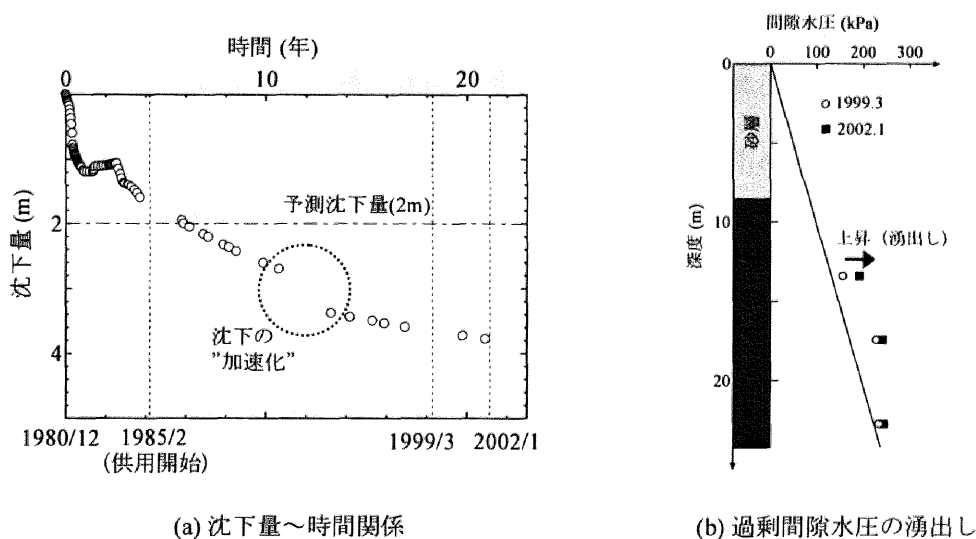 時間 (年)
0 10 20
沈下量 (m)
2
4
予測沈下量(2m)
沈下の
”加速化”
1980/12 1985/2 1999/3 2002/1
(供用開始)
(a) 沈下量～時間関係
間隙水圧 (kPa)
0 100 200 300
0
10
20
深度 (m)
1999.3
2002.1
上昇 (湧出し)
(b) 過剰間隙水圧の湧出し